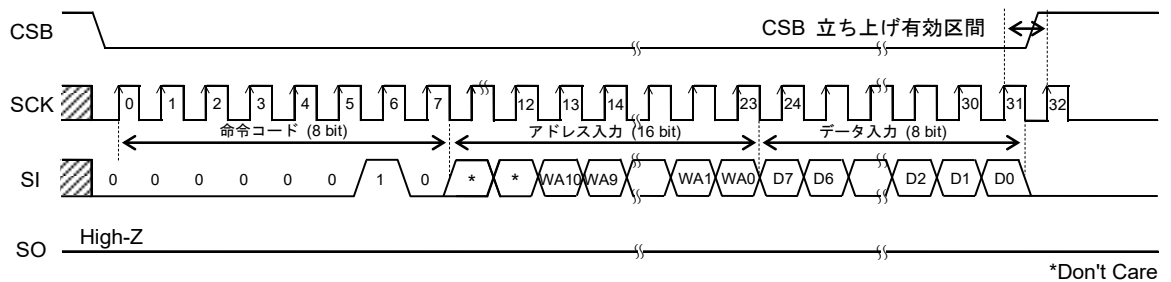 CSB
CSB 立ち上げ有効区間
SCK
0 1 2 3 4 5 6 7 12 13 14 23 24 30 31 32
命令コード (8 bit) アドレス入力 (16 bit) データ入力 (8 bit)
SI
0 0 0 0 0 0 1 0 * * WA10 WA9 WA1 WA0 D7 D6 D2 D1 D0
High-Z
SO
*Don't Care